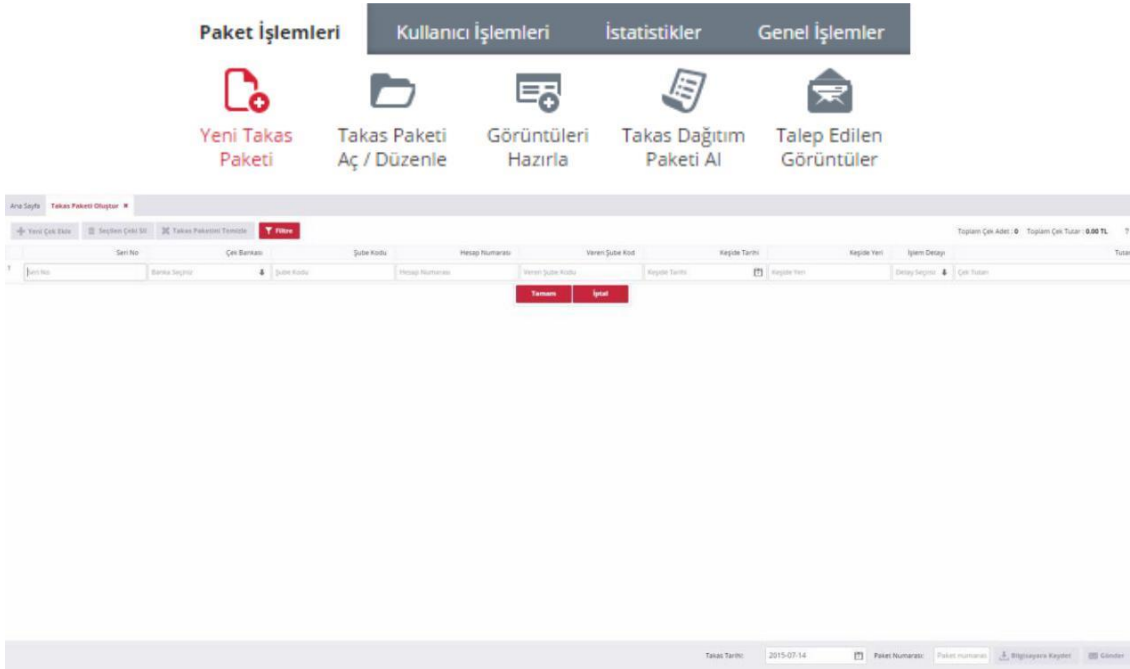 Paket İşlemleri Kullanıcı İşlemleri İstatistikler Genel İşlemler
Yeni Takas Paketi
Takas Paketi Aç / Düzenle
Görüntüleri Hazırla
Takas Dağıtım Paketi Al
Talep Edilen Görüntüler
Ana Sayfa Takas Paketi Oluştur ×
Yeni Çek Ekle Seçilen Çeki Sil Takas Paketini Temizle Filtre Toplam Çek Adet : 0 Toplam Çek Tutar : 0.00 TL ?
Seri No Çek Bankası Şube Kodu Hesap Numarası Veren Şube Kod Keşide Tarihi Keşide Yeri İşlem Detayı Tutar
Seri No Banka Seçiniz Şube Kodu Hesap Numarası Veren Şube Kodu Keşide Tarihi Keşide Yeri Detay Seçiniz Çek Tutarı
Tamam İptal
Takas Tarihi: 2015-07-14 Paket Numarası: Paket numarası Bilgisayara Kaydet Gönder